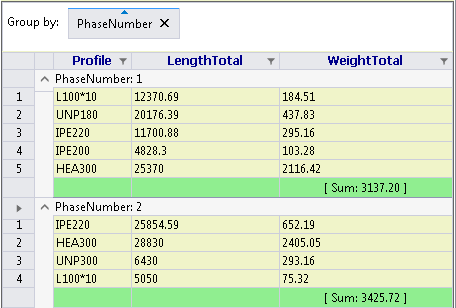 Group by: PhaseNumber ✕
Profile LengthTotal WeightTotal
PhaseNumber: 1
1 L100*10 12370.69 184.51
2 UNP180 20176.39 437.83
3 IPE220 11700.88 295.16
4 IPE200 4828.3 103.28
5 HEA300 25370 2116.42
[ Sum: 3137.20 ]
PhaseNumber: 2
1 IPE220 25854.59 652.19
2 HEA300 28830 2405.05
3 UNP300 6430 293.16
4 L100*10 5050 75.32
[ Sum: 3425.72 ]